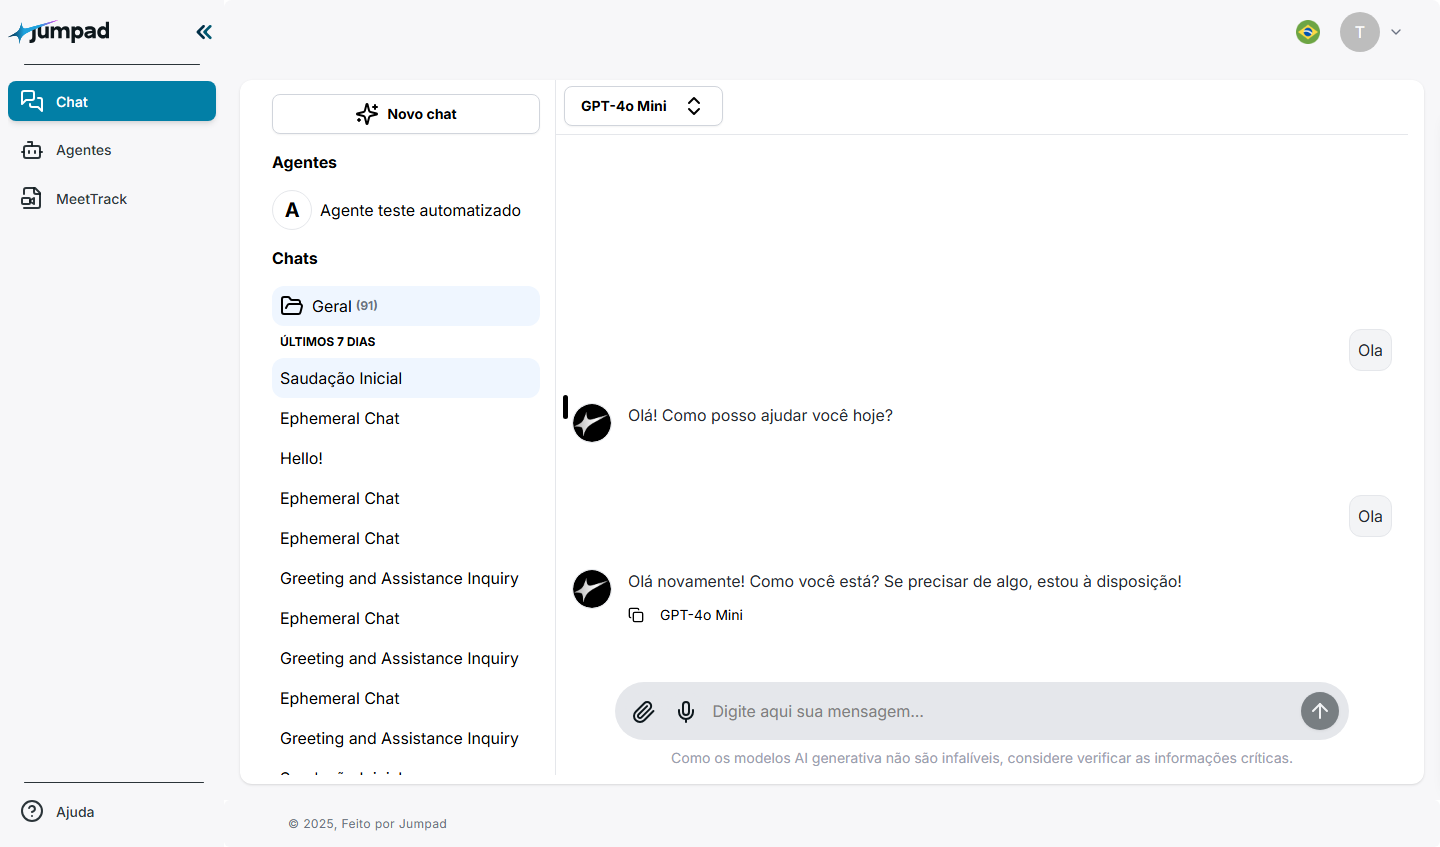 jumpad
Chat
Agentes
MeetTrack
Ajuda
T
Novo chat
Agentes
A
Agente teste automatizado
Chats
Geral (91)
ÚLTIMOS 7 DIAS
Saudação Inicial
Ephemeral Chat
Hello!
Ephemeral Chat
Ephemeral Chat
Greeting and Assistance Inquiry
Ephemeral Chat
Greeting and Assistance Inquiry
Ephemeral Chat
Greeting and Assistance Inquiry
GPT-4o Mini
Ola
Olá! Como posso ajudar você hoje?
Ola
Olá novamente! Como você está? Se precisar de algo, estou à disposição!
GPT-4o Mini
Digite aqui sua mensagem...
Como os modelos AI generativa não são infalíveis, considere verificar as informações críticas.
© 2025, Feito por Jumpad